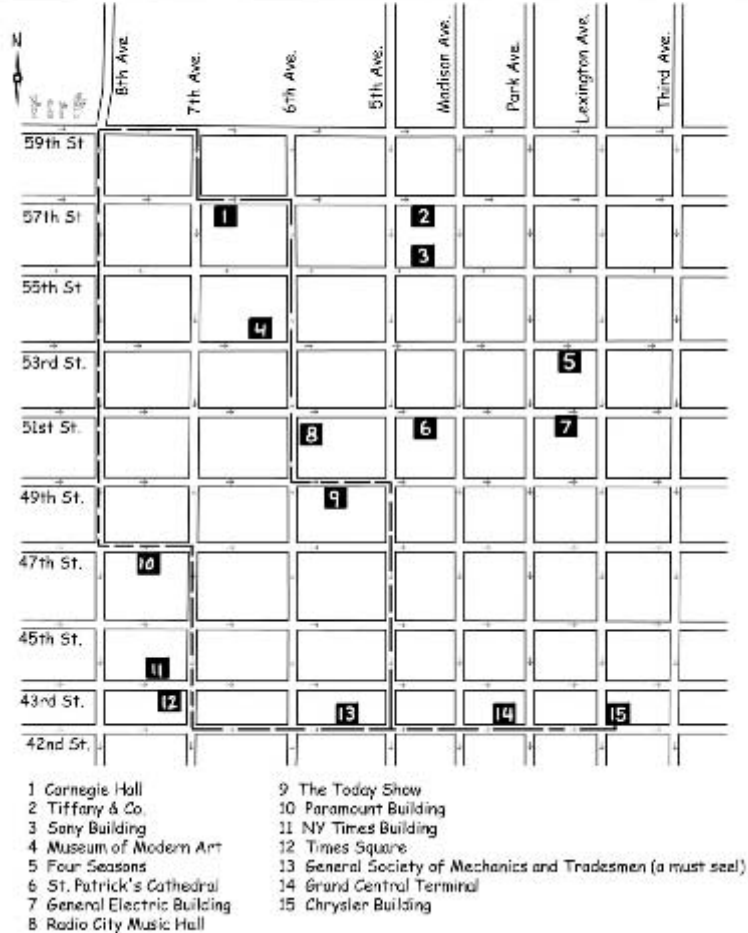 N
8th Ave.
7th Ave.
6th Ave.
5th Ave.
Madison Ave.
Park Ave.
Lexington Ave.
Third Ave.
59th St.
57th St
1
2
3
55th St
4
53rd St.
5
51st St.
8
6
7
49th St.
9
47th St.
10
45th St.
11
43rd St.
12
13
14
15
42nd St.
1 Carnegie Hall
2 Tiffany & Co.
3 Sony Building
4 Museum of Modern Art
5 Four Seasons
6 St. Patrick's Cathedral
7 General Electric Building
8 Radio City Music Hall
9 The Today Show
10 Paramount Building
11 NY Times Building
12 Times Square
13 General Society of Mechanics and Tradesmen (a must see!)
14 Grand Central Terminal
15 Chrysler Building